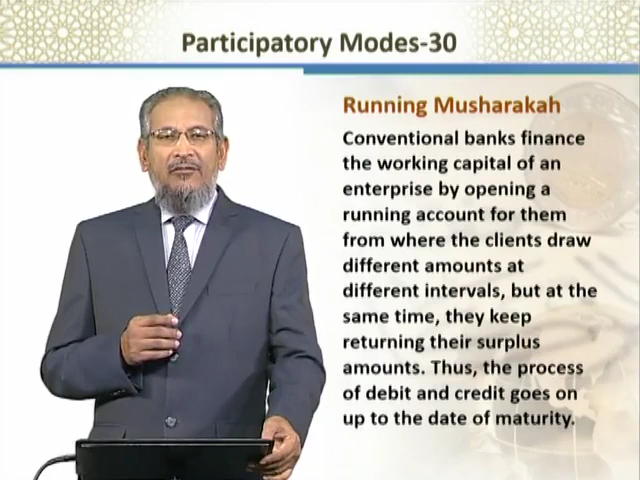 Participatory Modes-30
Running Musharakah
Conventional banks finance
the working capital of an
enterprise by opening a
running account for them
from where the clients draw
different amounts at
different intervals, but at the
same time, they keep
returning their surplus
amounts. Thus, the process
of debit and credit goes on
up to the date of maturity.